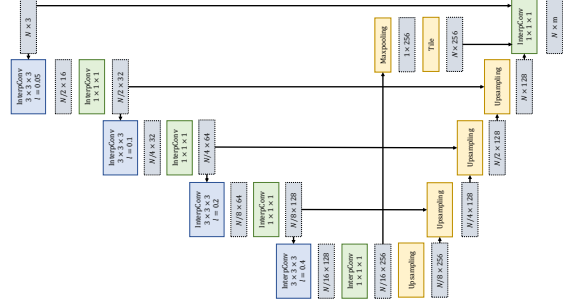 N × 3
InterpConv
3 × 3 × 3
l = 0.05
N/2 × 16
InterpConv
1 × 1 × 1
N/2 × 32
InterpConv
3 × 3 × 3
l = 0.1
N/4 × 32
InterpConv
1 × 1 × 1
N/4 × 64
InterpConv
3 × 3 × 3
l = 0.2
N/8 × 64
InterpConv
1 × 1 × 1
N/8 × 128
InterpConv
3 × 3 × 3
l = 0.4
N/16 × 128
InterpConv
1 × 1 × 1
N/16 × 256
Maxpooling
1 × 256
Tile
N × 256
Upsampling
N/8 × 256
Upsampling
N/4 × 128
Upsampling
N/2 × 128
Upsampling
N × 128
InterpConv
1 × 1 × 1
N × m